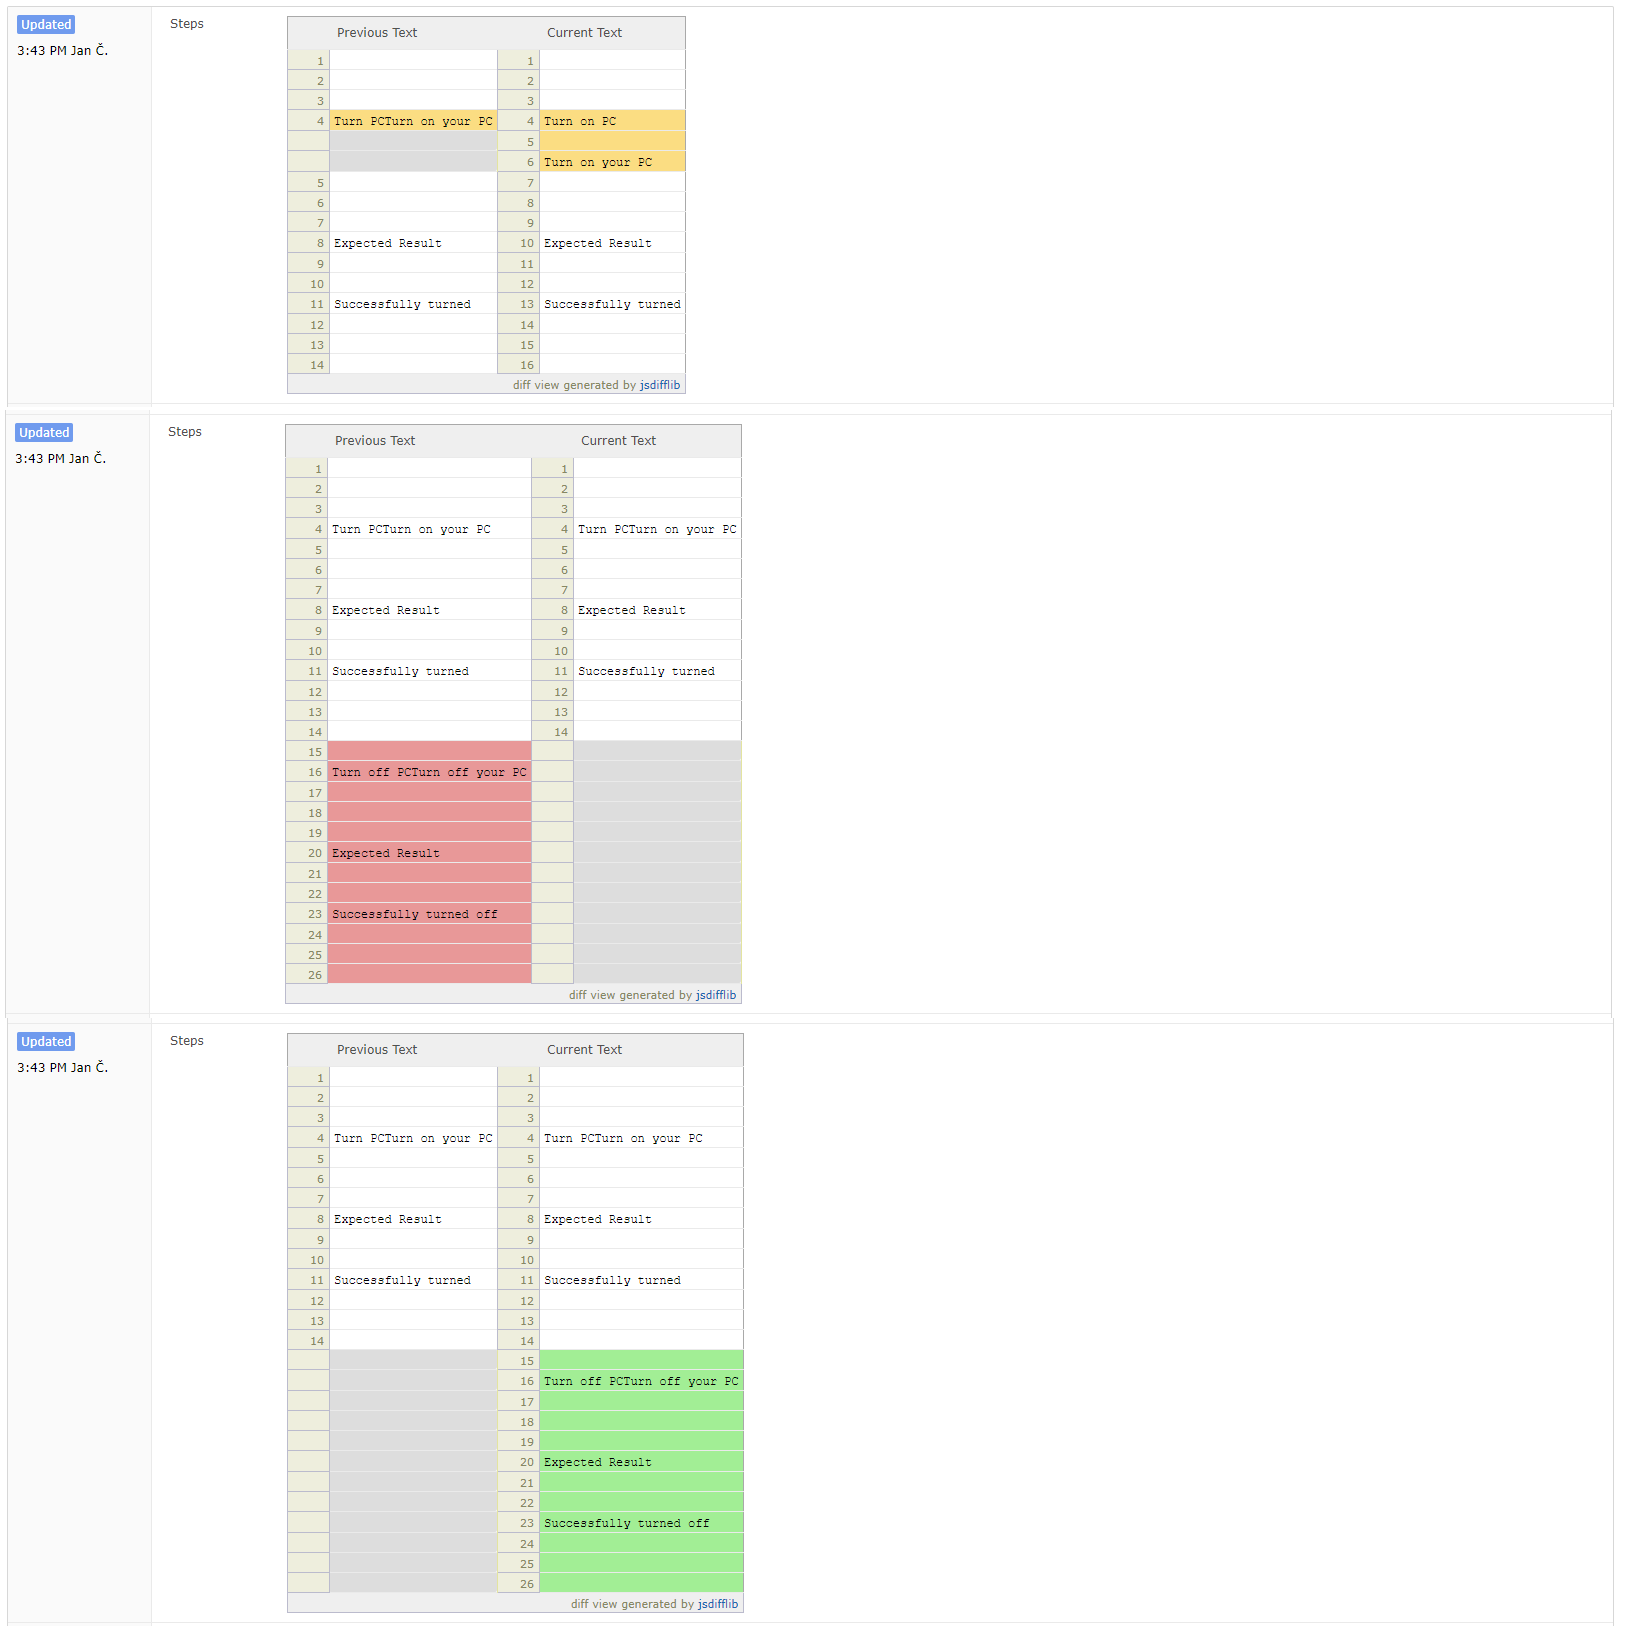 Updated Steps
3:43 PM Jan Č.
Previous Text Current Text
1 1
2 2
3 3
4 Turn PCTurn on your PC 4 Turn on PC
5
6 Turn on your PC
5 7
6 8
7 9
8 Expected Result 10 Expected Result
9 11
10 12
11 Successfully turned 13 Successfully turned
12 14
13 15
14 16
diff view generated by jsdifflib
Updated Steps
3:43 PM Jan Č.
Previous Text Current Text
1 1
2 2
3 3
4 Turn PCTurn on your PC 4 Turn PCTurn on your PC
5 5
6 6
7 7
8 Expected Result 8 Expected Result
9 9
10 10
11 Successfully turned 11 Successfully turned
12 12
13 13
14 14
15
16 Turn off PCTurn off your PC
17
18
19
20 Expected Result
21
22
23 Successfully turned off
24
25
26
diff view generated by jsdifflib
Updated Steps
3:43 PM Jan Č.
Previous Text Current Text
1 1
2 2
3 3
4 Turn PCTurn on your PC 4 Turn PCTurn on your PC
5 5
6 6
7 7
8 Expected Result 8 Expected Result
9 9
10 10
11 Successfully turned 11 Successfully turned
12 12
13 13
14 14
15
16 Turn off PCTurn off your PC
17
18
19
20 Expected Result
21
22
23 Successfully turned off
24
25
26
diff view generated by jsdifflib